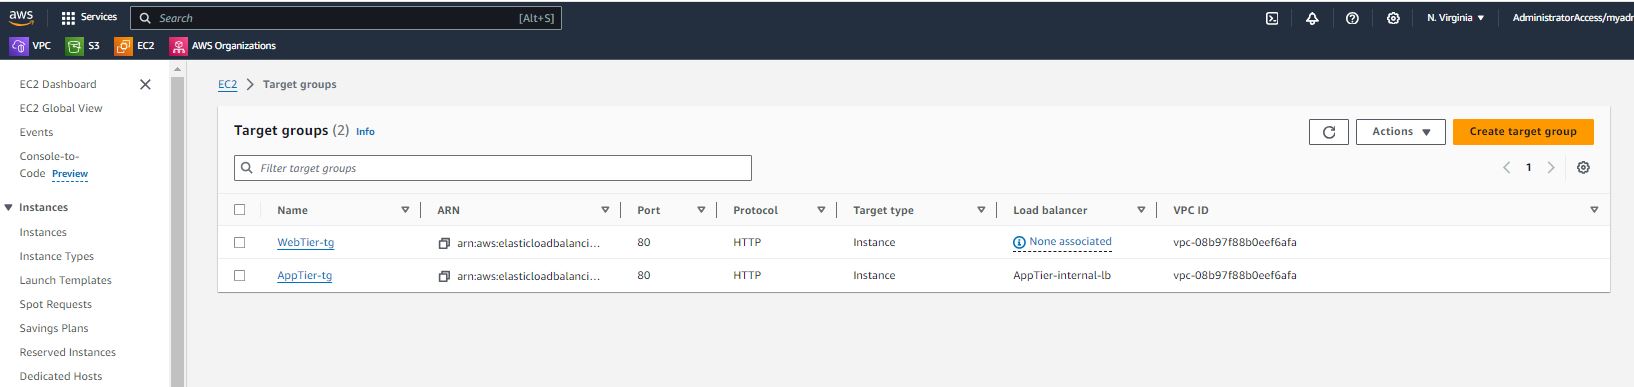 aws Services Search [Alt+S] N. Virginia AdministratorAccess/myadm
VPC S3 EC2 AWS Organizations
EC2 Dashboard
EC2 Global View
Events
Console-to-
Code Preview
Instances
Instances
Instance Types
Launch Templates
Spot Requests
Savings Plans
Reserved Instances
Dedicated Hosts
EC2 > Target groups
Target groups (2) Info
Actions
Create target group
Filter target groups
1
Name ARN Port Protocol Target type Load balancer VPC ID
WebTier-tg arn:aws:elasticloadbalanci... 80 HTTP Instance None associated vpc-08b97f88b0eef6afa
AppTier-tg arn:aws:elasticloadbalanci... 80 HTTP Instance AppTier-internal-lb vpc-08b97f88b0eef6afa